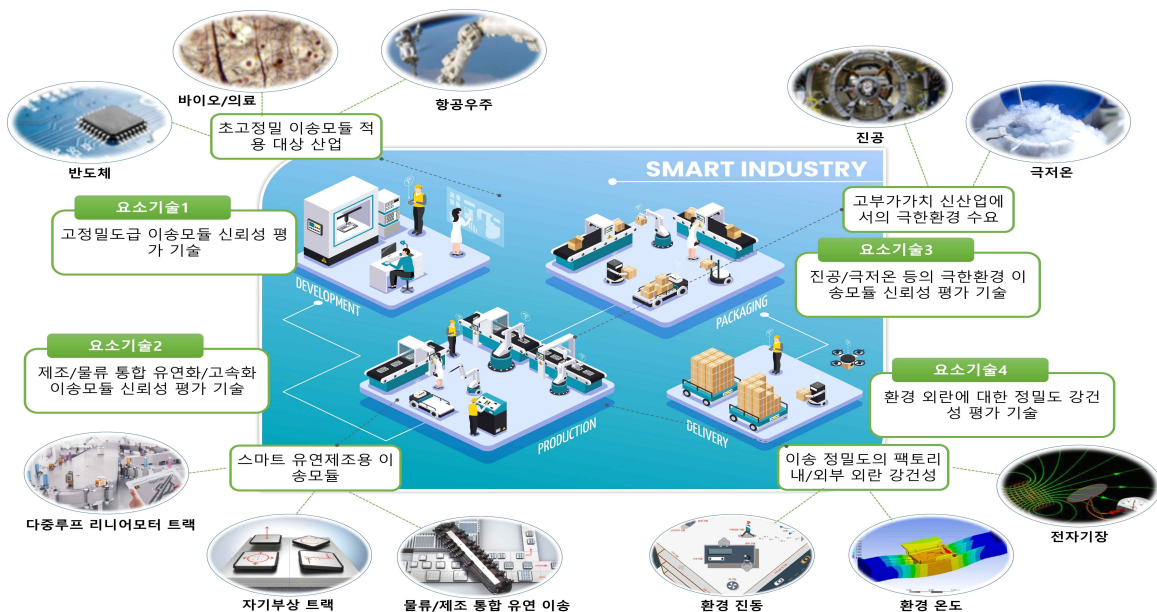 바이오/의료
항공우주
반도체
초고정밀 이송모듈 적
용 대상 산업
진공
극저온
고부가가치 신산업에
서의 극한환경 수요
SMART INDUSTRY
요소기술1
고정밀도급 이송모듈 신뢰성 평
가 기술
요소기술3
진공/극저온 등의 극한환경 이
송모듈 신뢰성 평가 기술
DEVELOPMENT
PACKAGING
요소기술2
제조/물류 통합 유연화/고속화
이송모듈 신뢰성 평가 기술
요소기술4
환경 외란에 대한 정밀도 강건
성 평가 기술
PRODUCTION
DELIVERY
스마트 유연제조용 이
송모듈
이송 정밀도의 팩토리
내/외부 외란 강건성
다중루프 리니어모터 트랙
전자기장
자기부상 트랙
물류/제조 통합 유연 이송
환경 진동
환경 온도